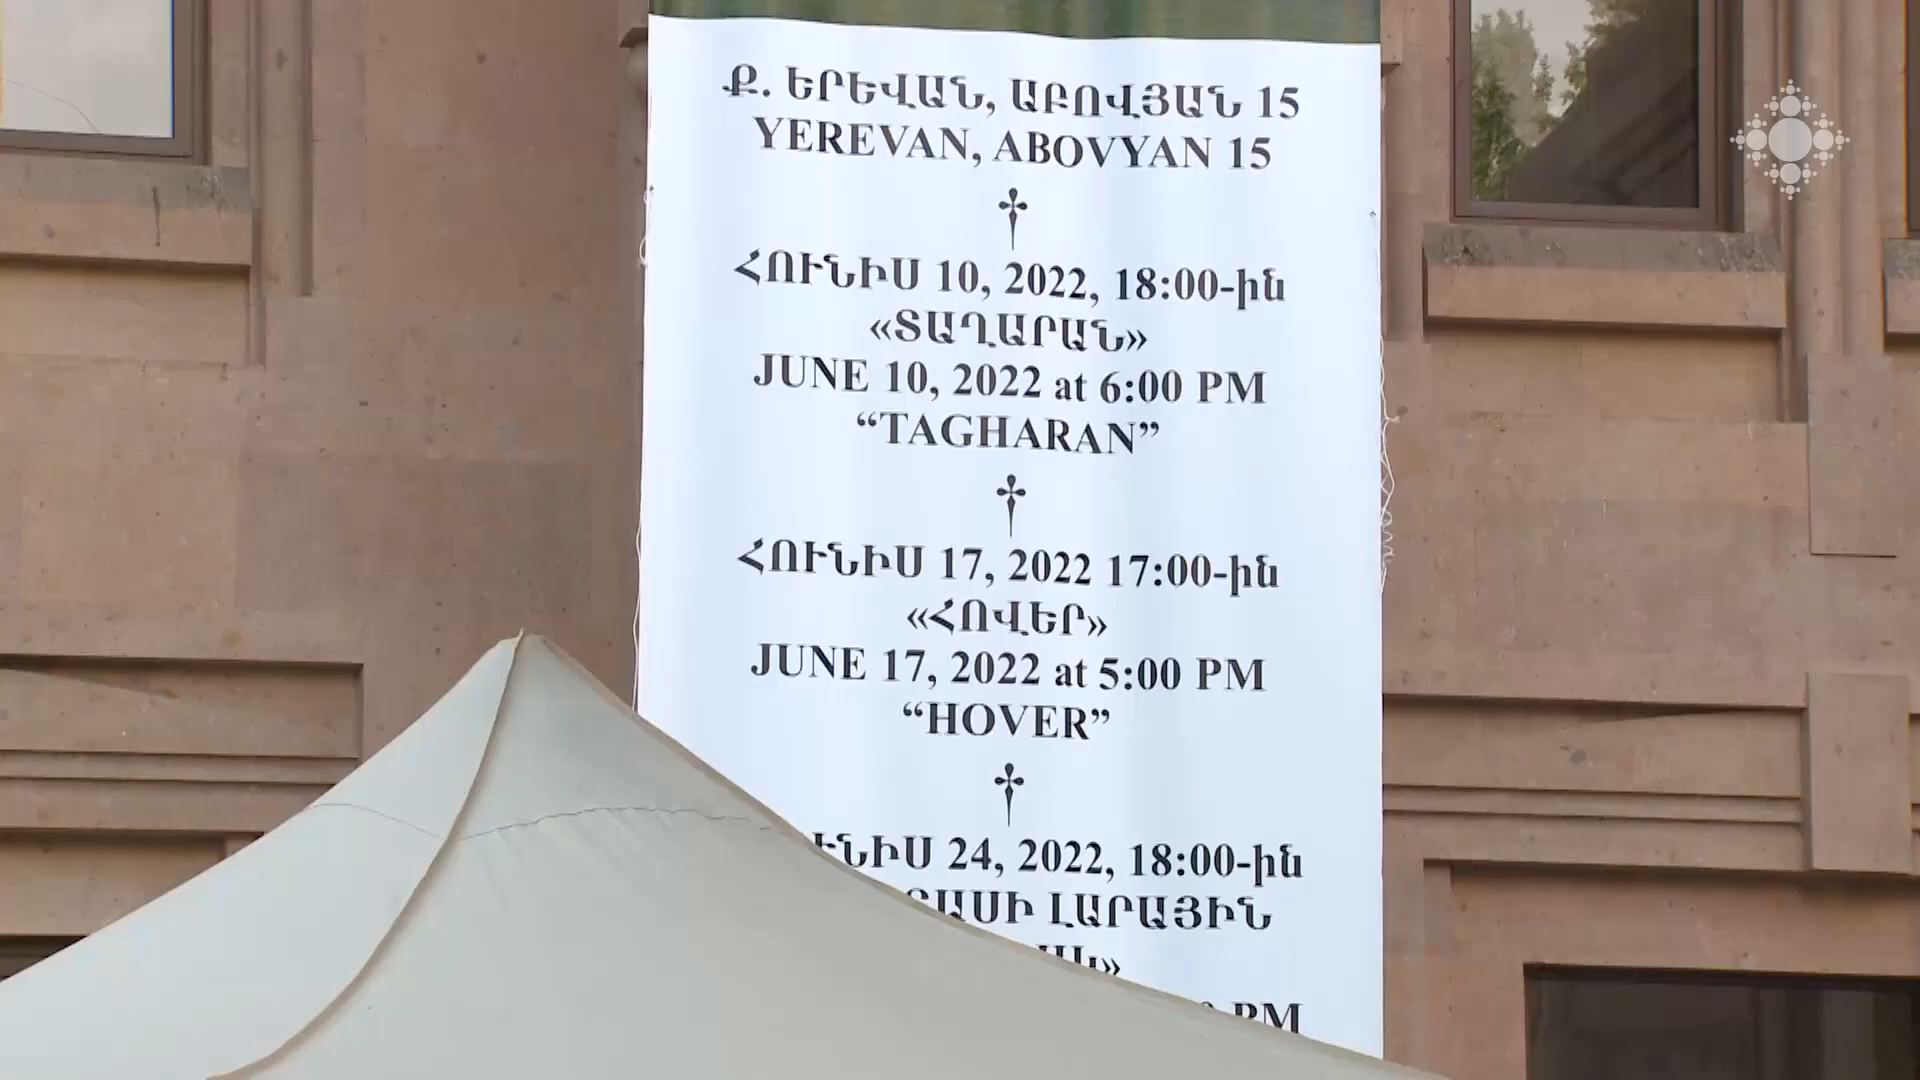 Ք. ԵՐԵՎԱՆ, ԱԲՈՎՅԱՆ 15
YEREVAN, ABOVYAN 15
ՀՈՒՆԻՍ 10, 2022, 18:00-ին
«ՏԱՂԱՐԱՆ»
JUNE 10, 2022 at 6:00 PM
“TAGHARAN”
ՀՈՒՆԻՍ 17, 2022 17:00-ին
«ՀՈՎԵՐ»
JUNE 17, 2022 at 5:00 PM
“HOVER”
24, 2022, 18:00-ին
ԼԱՐԱՅԻՆ
PM